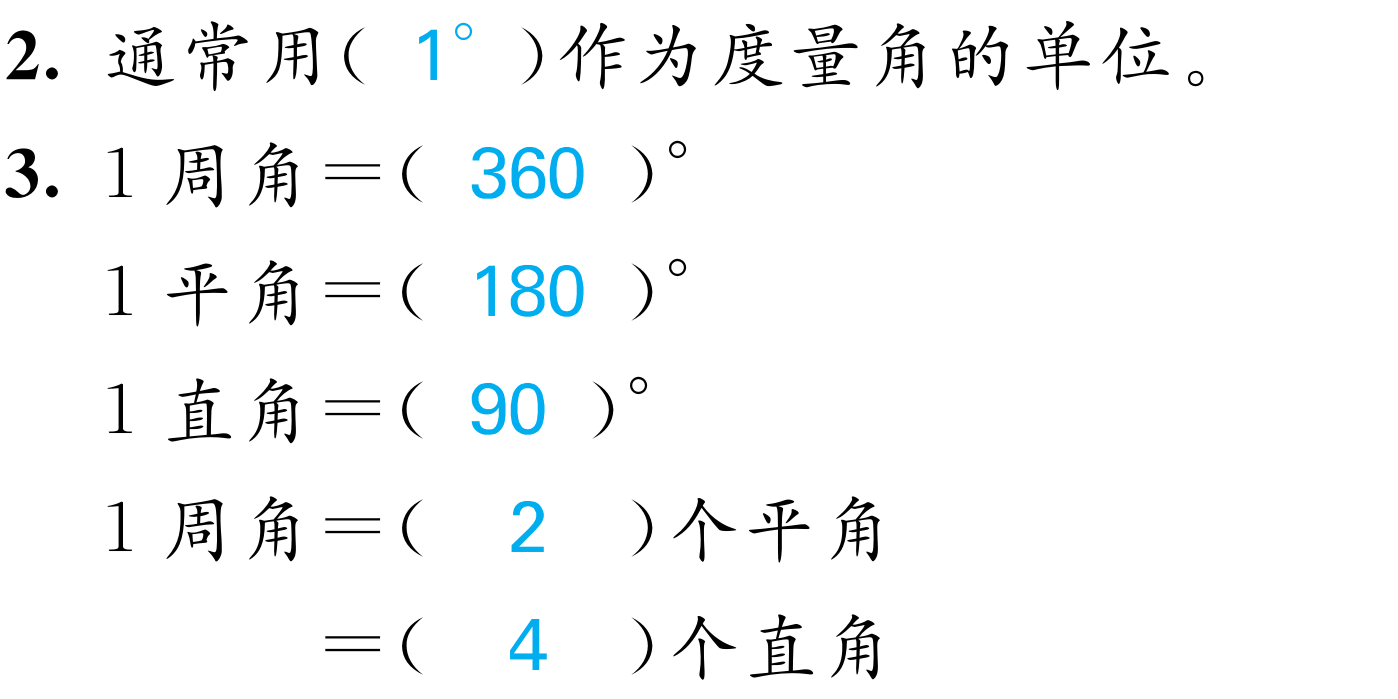 2. 通常用( 1° )作为度量角的单位。
3. 1 周角=( 360 )°
1 平角=( 180 )°
1 直角=( 90 )°
1 周角=( 2 )个平角
=( 4 )个直角